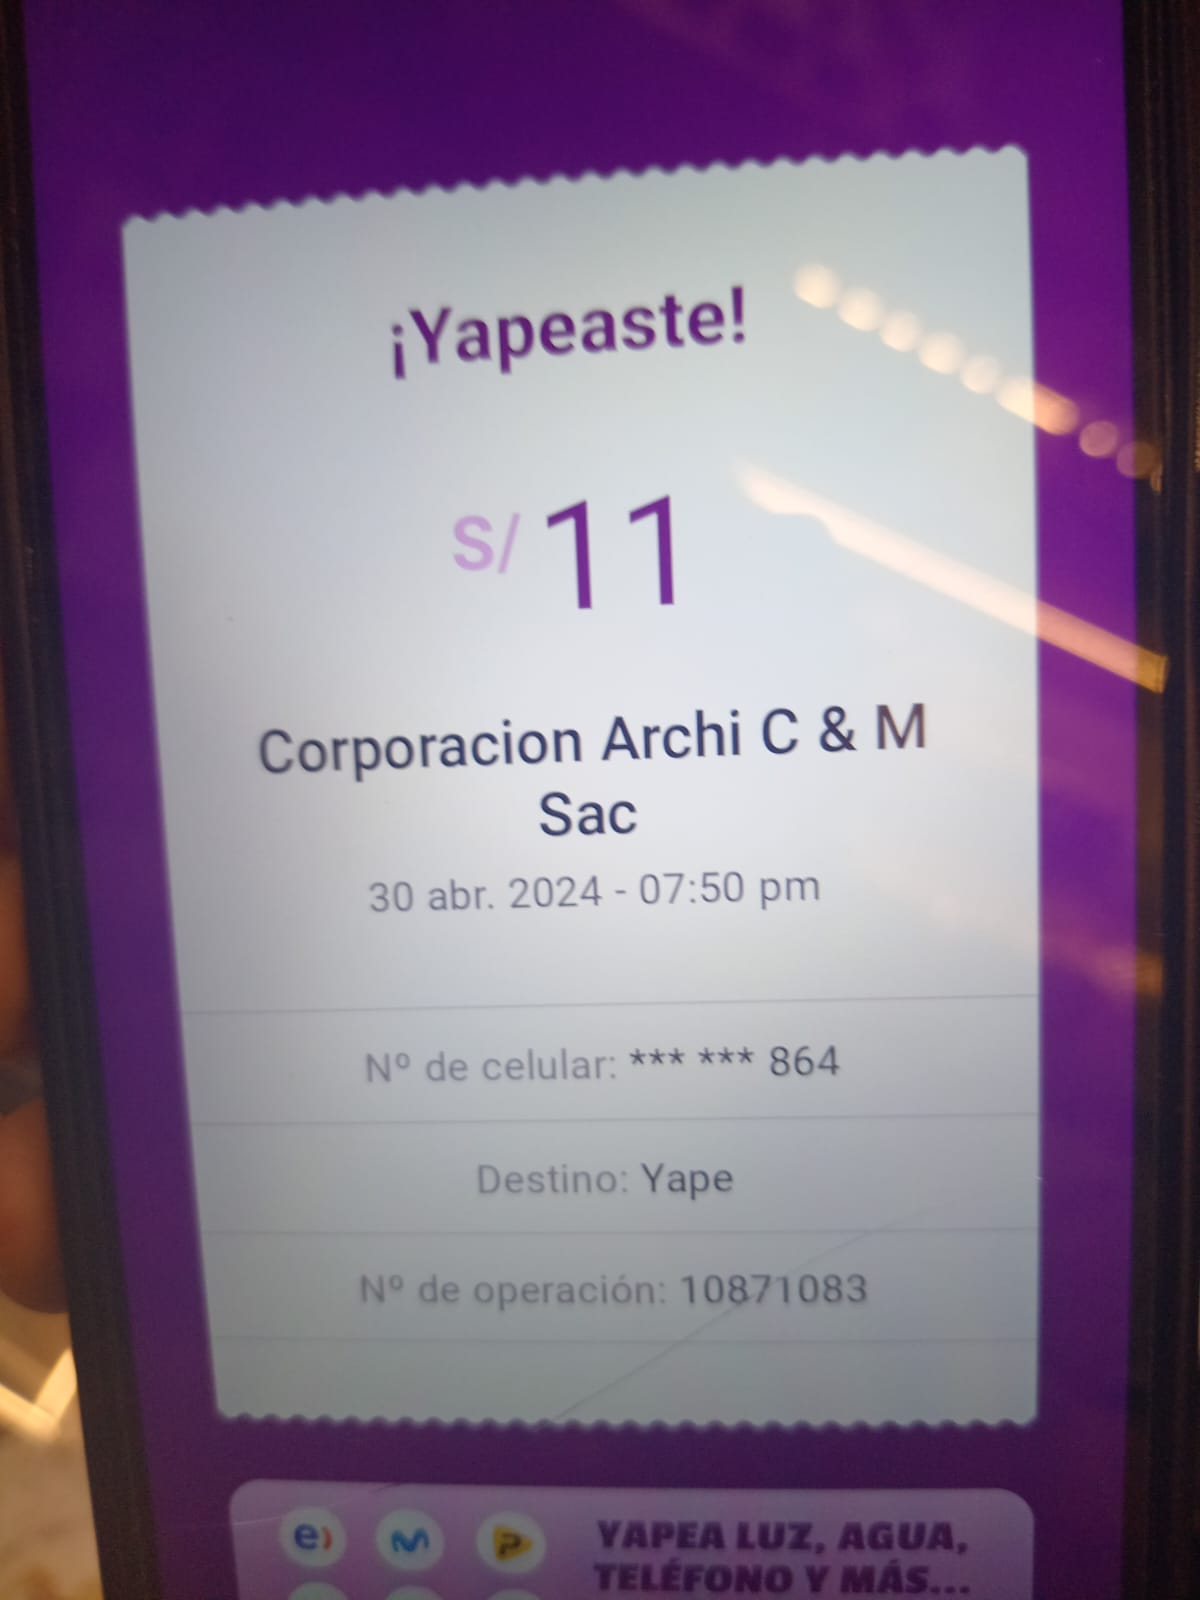 ¡Yapeaste!
S/ 11
Corporacion Archi C & M
Sac
30 abr. 2024 - 07:50 pm
Nº de celular: *** *** 864
Destino: Yape
Nº de operación: 10871083
e)
YAPEA LUZ, AGUA,
TELÉFONO Y MÁS...